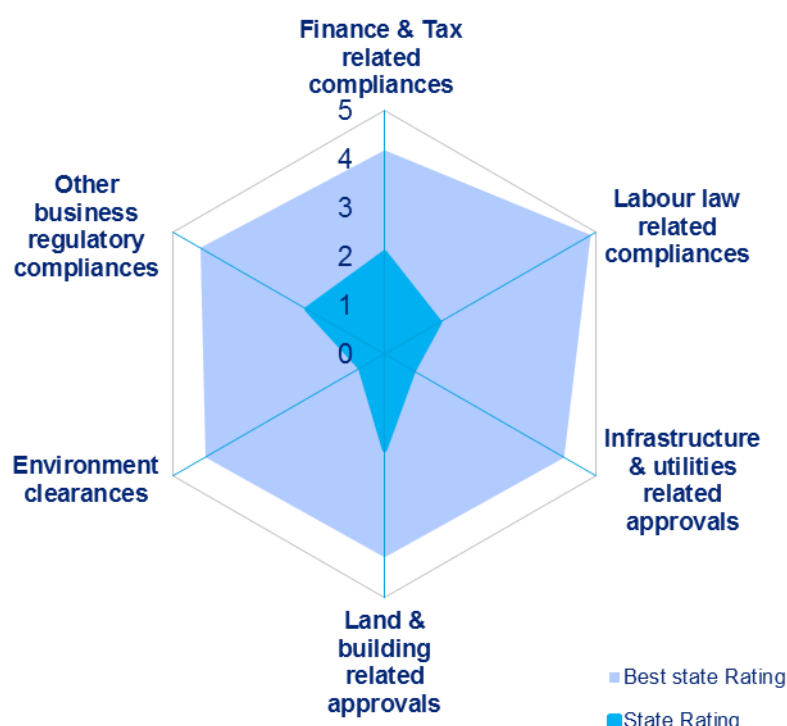 Finance & Tax
related
compliances
5
4
3
2
1
0
Labour law
related
compliances
Infrastructure
& utilities
related
approvals
Land &
building
related
approvals
Environment
clearances
Other
business
regulatory
compliances
Best state Rating
State Rating